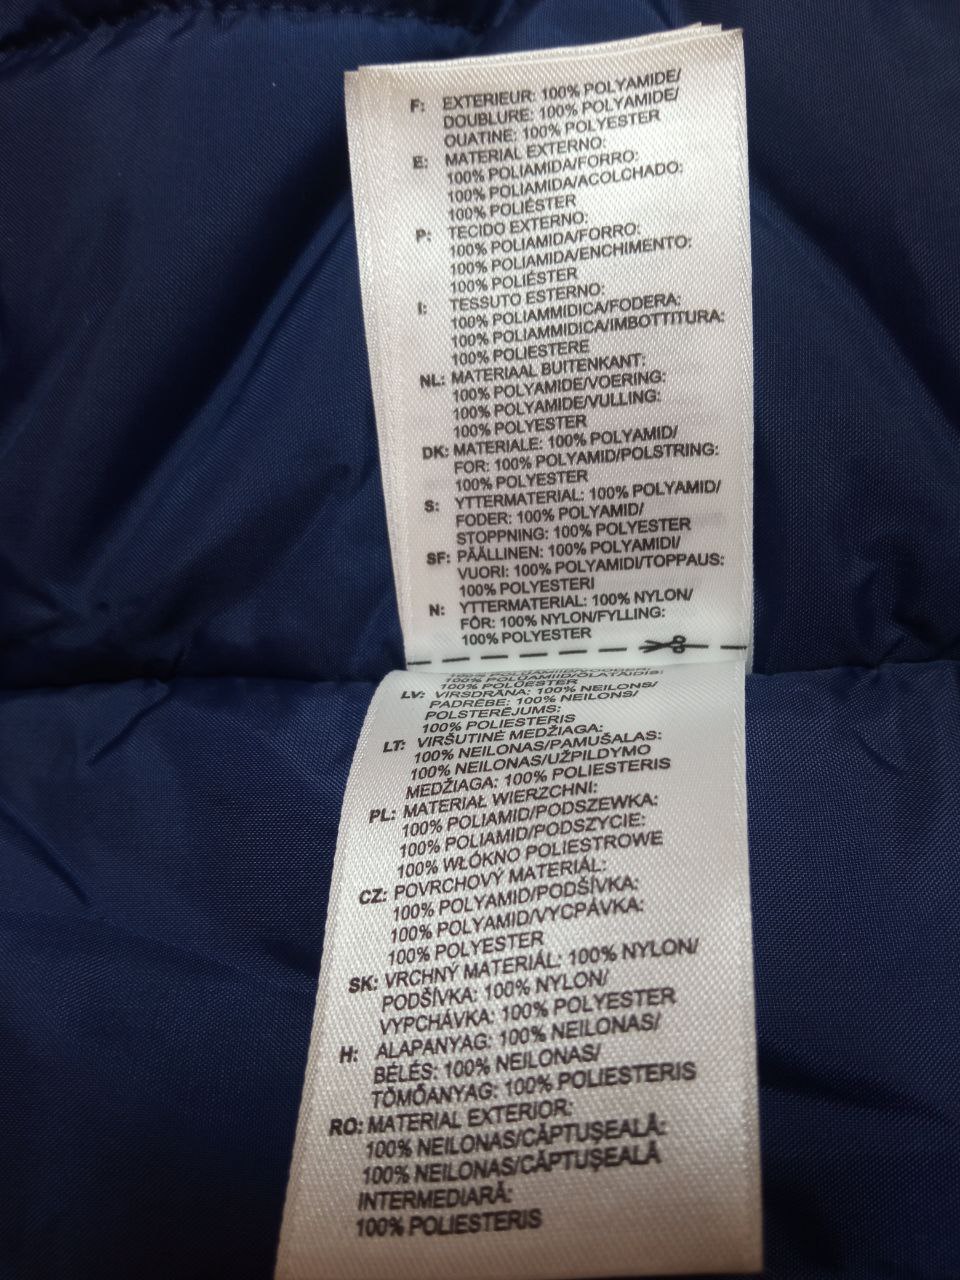 F: EXTERIEUR: 100% POLYAMIDE/
DOUBLURE: 100% POLYAMIDE/
OUATINE: 100% POLYESTER
E: MATERIAL EXTERNO:
100% POLIAMIDA/FORRO:
100% POLIAMIDA/ACOLCHADO:
100% POLIÉSTER
P: TECIDO EXTERNO:
100% POLIAMIDA/FORRO:
100% POLIAMIDA/ENCHIMENTO:
100% POLIÉSTER
I: TESSUTO ESTERNO:
100% POLIAMMIDICA/FODERA:
100% POLIAMMIDICA/IMBOTTITURA:
100% POLIESTERE
NL: MATERIAAL BUITENKANT:
100% POLYAMIDE/VOERING:
100% POLYAMIDE/VULLING:
100% POLYESTER
DK: MATERIALE: 100% POLYAMID/
FOR: 100% POLYAMID/POLSTRING:
100% POLYESTER
S: YTTERMATERIAL: 100% POLYAMID/
FODER: 100% POLYAMID/
STOPPNING: 100% POLYESTER
SF: PÄÄLLINEN: 100% POLYAMIDI/
VUORI: 100% POLYAMIDI/TOPPAUS:
100% POLYESTERI
N: YTTERMATERIAL: 100% NYLON/
FÔR: 100% NYLON/FYLLING:
100% POLYESTER
100% POLÜAMIID/OLATÄIDIS:
100% POLÜESTER
LV: VIRSDRĀNA: 100% NEILONS/
PADRĒBE: 100% NEILONS/
POLSTERĒJUMS:
100% POLIESTERIS
LT: VIRŠUTINĖ MEDŽIAGA:
100% NEILONAS/PAMUŠALAS:
100% NEILONAS/UŽPILDYMO
MEDŽIAGA: 100% POLIESTERIS
PL: MATERIAŁ WIERZCHNI:
100% POLIAMID/PODSZEWKA:
100% POLIAMID/PODSZYCIE:
100% WŁÓKNO POLIESTROWE
CZ: POVRCHOVÝ MATERIÁL:
100% POLYAMID/PODŠÍVKA:
100% POLYAMID/VYCPÁVKA:
100% POLYESTER
SK: VRCHNÝ MATERIÁL: 100% NYLON/
PODŠÍVKA: 100% NYLON/
VYPCHÁVKA: 100% POLYESTER
H: ALAPANYAG: 100% NEILONAS/
BÉLÉS: 100% NEILONAS/
TÖMŐANYAG: 100% POLIESTERIS
RO: MATERIAL EXTERIOR:
100% NEILONAS/CĂPTUȘEALĂ:
100% NEILONAS/CĂPTUȘEALĂ
INTERMEDIARĂ:
100% POLIESTERIS